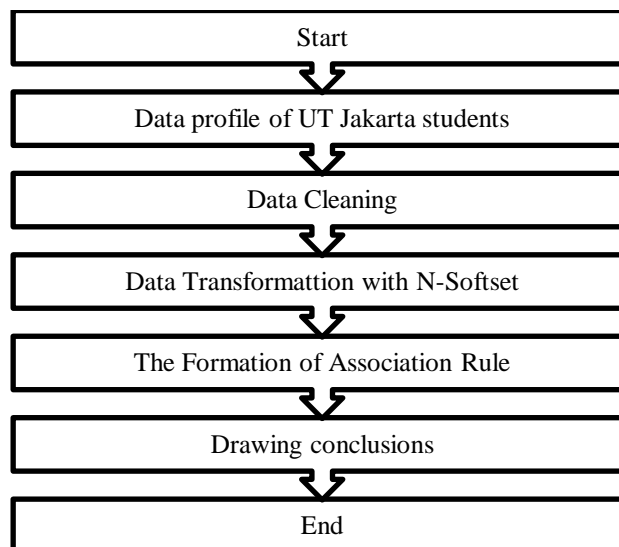 Start
Data profile of UT Jakarta students
Data Cleaning
Data Transformattion with N-Softset
The Formation of Association Rule
Drawing conclusions
End